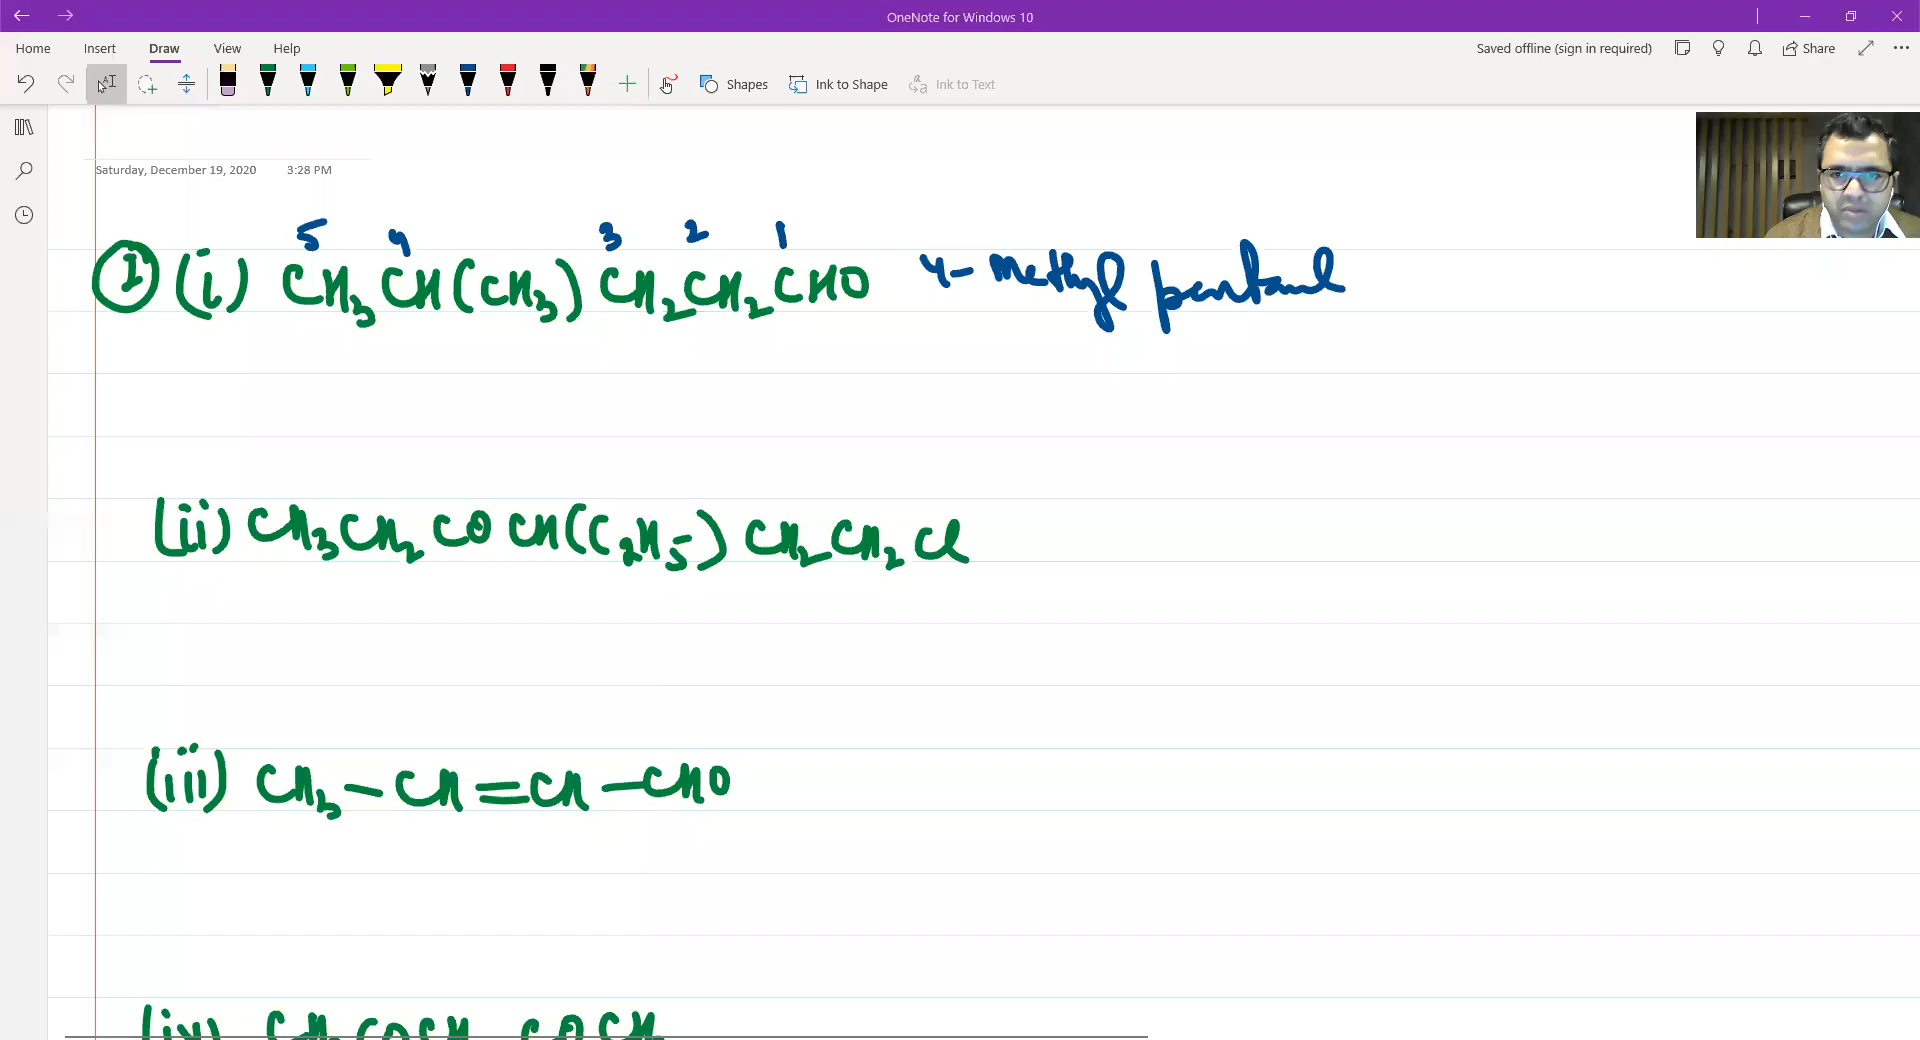 OneNote for Windows 10
Home Insert Draw View Help Saved offline (sign in required) Share
Shapes Ink to Shape Ink to Text
Saturday, December 19, 2020 3:28 PM
5 4 3 2 1
I (i) CH₃CH(CH₃)CH₂CH₂CHO 4-Methyl pentanal
(ii) CH₃CH₂COCH(C₂H₅)CH₂CH₂Cl
(iii) CH₃-CH=CH-CHO
(iv)